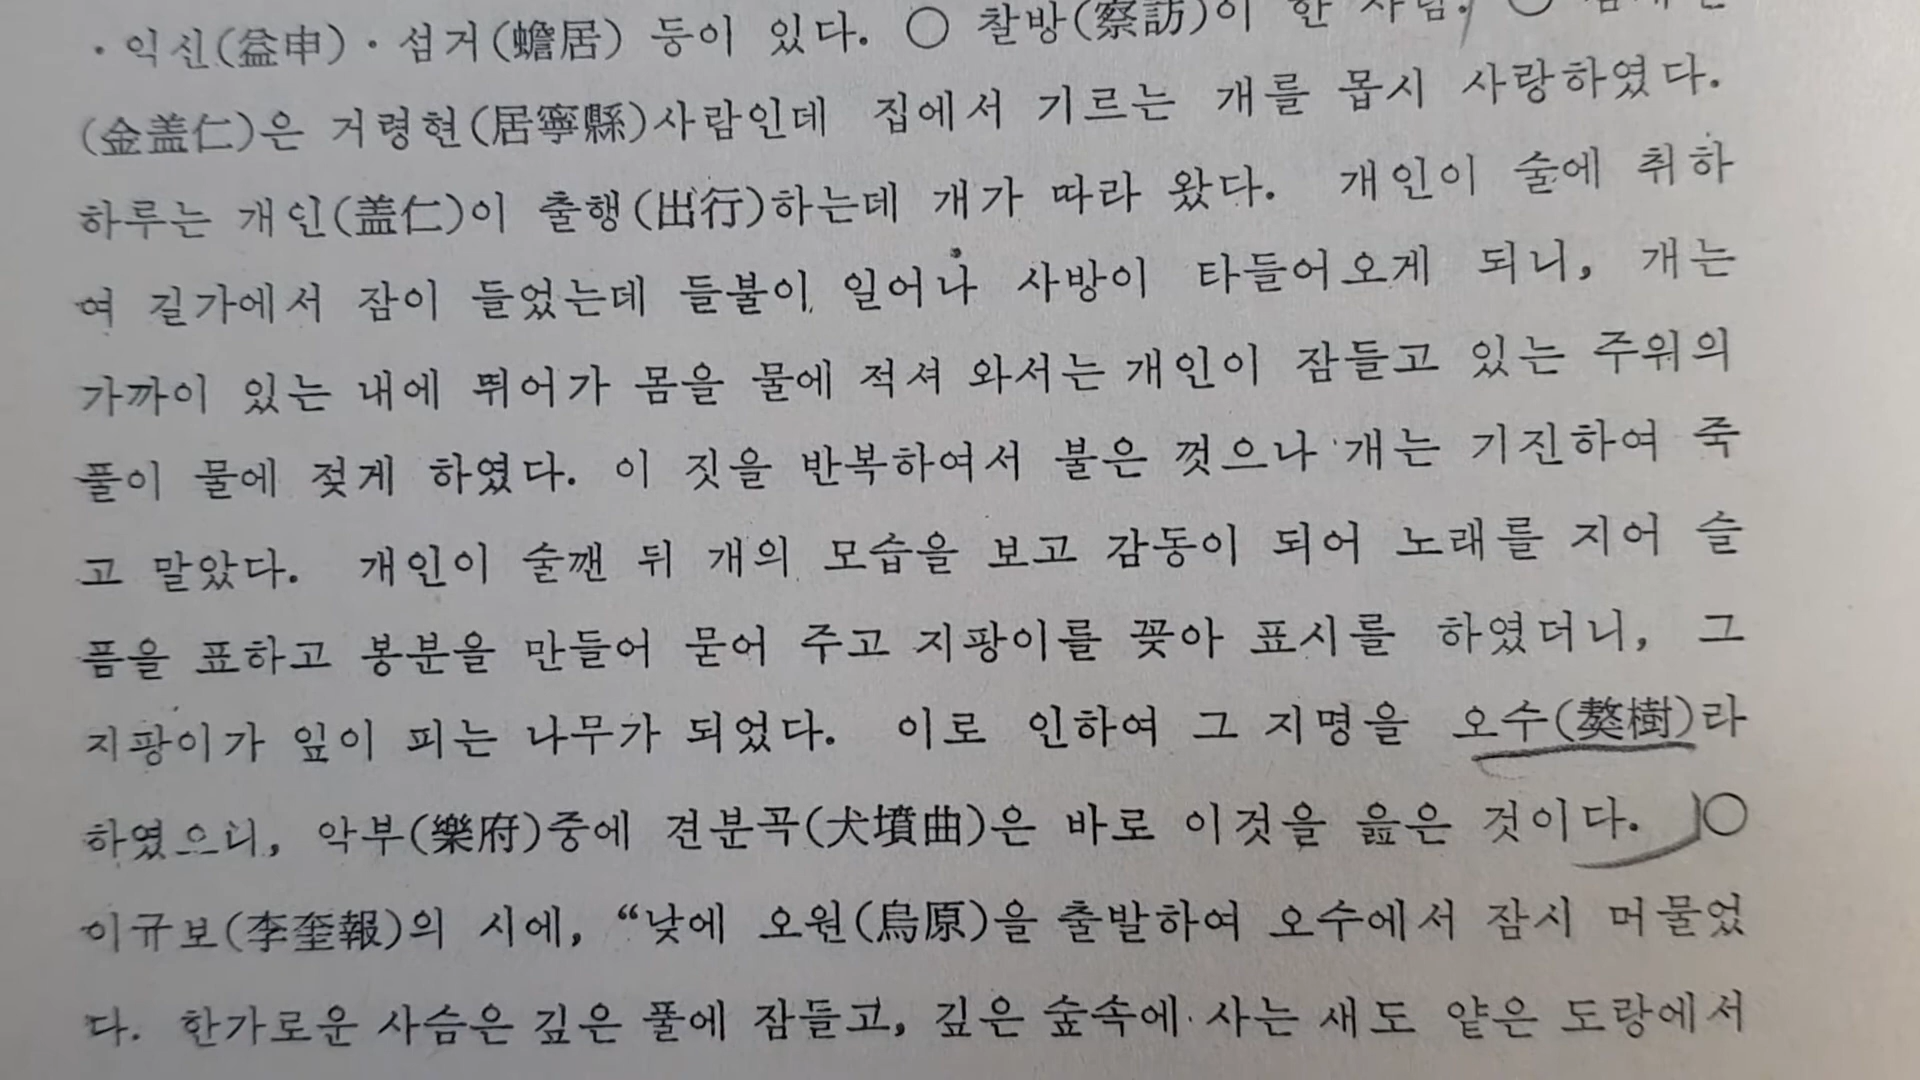 ·익신(益申)·섬거(蟾居) 등이 있다. ○ 찰방(察訪)이 한 사람.
(金盖仁)은 거령현(居寧縣)사람인데 집에서 기르는 개를 몹시 사랑하였다.
하루는 개인(盖仁)이 출행(出行)하는데 개가 따라 왔다. 개인이 술에 취하
여 길가에서 잠이 들었는데 들불이 일어나 사방이 타들어오게 되니, 개는
가까이 있는 내에 뛰어가 몸을 물에 적셔 와서는 개인이 잠들고 있는 주위의
풀이 물에 젖게 하였다. 이 짓을 반복하여서 불은 껏으나 개는 기진하여 죽
고 말았다. 개인이 술깬 뒤 개의 모습을 보고 감동이 되어 노래를 지어 슬
픔을 표하고 봉분을 만들어 묻어 주고 지팡이를 꽂아 표시를 하였더니, 그
지팡이가 잎이 피는 나무가 되었다. 이로 인하여 그 지명을 오수(獒樹)라
하였으니, 악부(樂府)중에 견분곡(犬墳曲)은 바로 이것을 읊은 것이다. ○
이규보(李奎報)의 시에, “낮에 오원(烏原)을 출발하여 오수에서 잠시 머물었
다. 한가로운 사슴은 깊은 풀에 잠들고, 깊은 숲속에 사는 새도 얕은 도랑에서